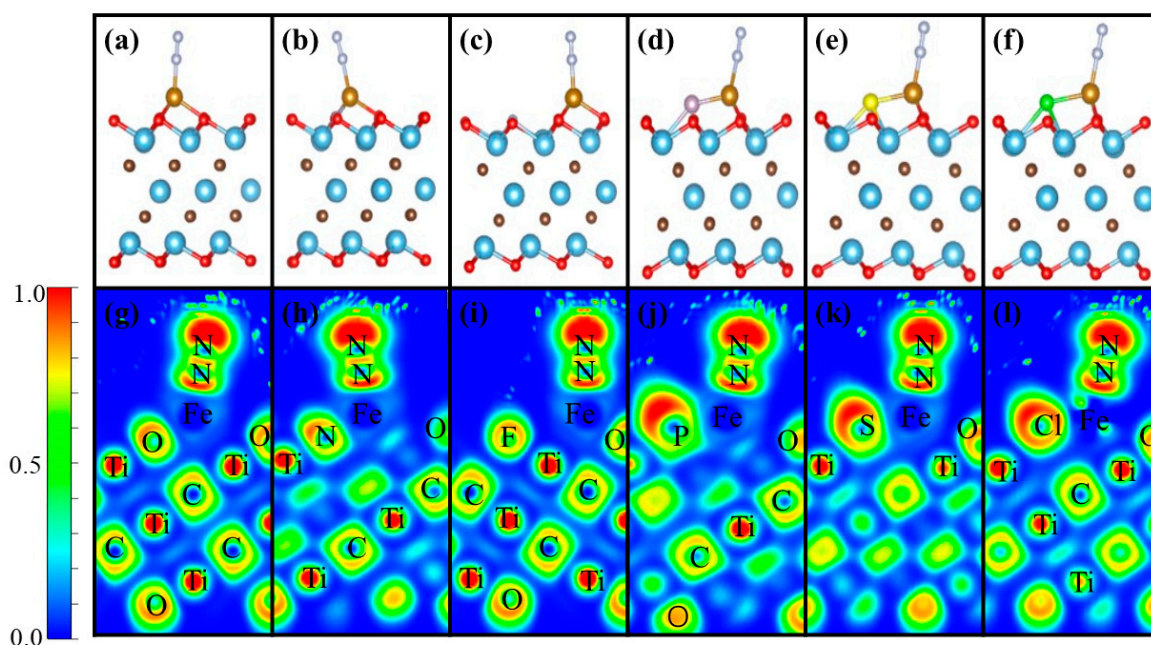 (a) (b) (c) (d) (e) (f)
1.0
(g) (h) (i) (j) (k) (l)
N N N N N N
N N N N N N
Fe Fe Fe Fe Fe Fe
O O N O F O P O S O Cl O
Ti Ti Ti Ti Ti Ti Ti Ti
0.5
C C C C C C
Ti Ti Ti Ti Ti
C C C C C
Ti Ti Ti Ti Ti
O O O
0.0